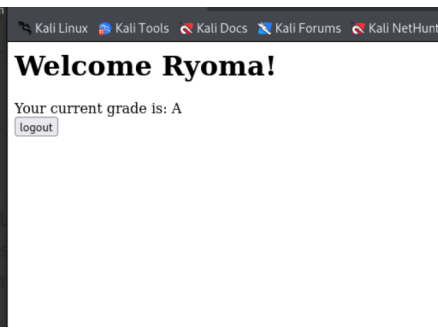 Kali Linux Kali Tools Kali Docs Kali Forums Kali NetHunt
Welcome Ryoma!
Your current grade is: A
logout